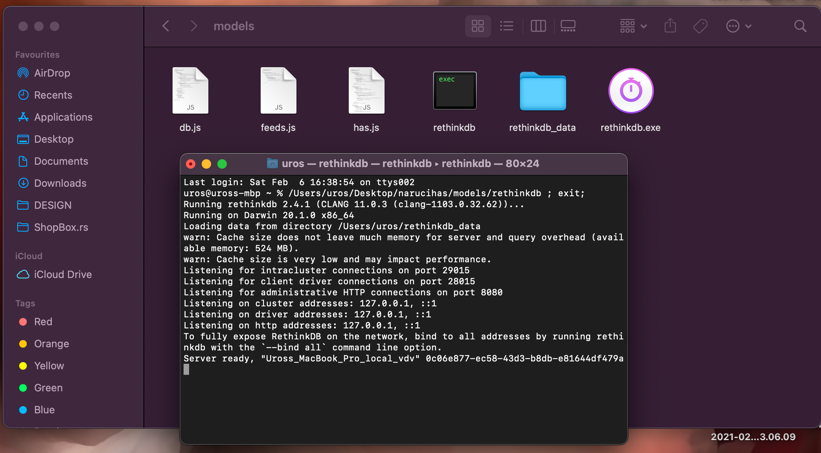 models
Favourites
AirDrop
Recents
Applications
Desktop
Documents
Downloads
DESIGN
ShopBox.rs
iCloud
iCloud Drive
Tags
Red
Orange
Yellow
Green
Blue
JS
JS
JS
exec
db.js
feeds.js
has.js
rethinkdb
rethinkdb_data
rethinkdb.exe
uros — rethinkdb — rethinkdb ▸ rethinkdb — 80×24
Last login: Sat Feb  6 16:38:54 on ttys002
uros@uross-mbp ~ % /Users/uros/Desktop/narucihas/models/rethinkdb ; exit;
Running rethinkdb 2.4.1 (CLANG 11.0.3 (clang-1103.0.32.62))...
Running on Darwin 20.1.0 x86_64
Loading data from directory /Users/uros/rethinkdb_data
warn: Cache size does not leave much memory for server and query overhead (avail
able memory: 524 MB).
warn: Cache size is very low and may impact performance.
Listening for intracluster connections on port 29015
Listening for client driver connections on port 28015
Listening for administrative HTTP connections on port 8080
Listening on cluster addresses: 127.0.0.1, ::1
Listening on driver addresses: 127.0.0.1, ::1
Listening on http addresses: 127.0.0.1, ::1
To fully expose RethinkDB on the network, bind to all addresses by running rethi
nkdb with the `--bind all` command line option.
Server ready, "Uross_MacBook_Pro_local_vdv" 0c06e877-ec58-43d3-b8db-e81644df479a
2021-02...3.06.09